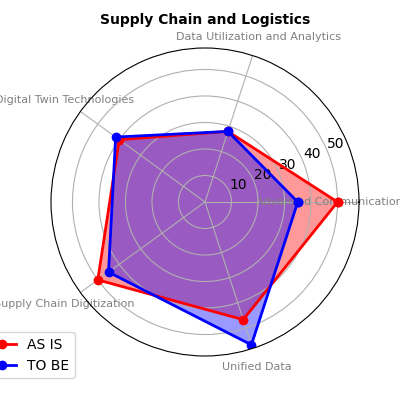 Supply Chain and Logistics
Data Utilization and Analytics
Digital Twin Technologies
50
40
30
20
10
Communication
Supply Chain Digitization
AS IS
TO BE
Unified Data